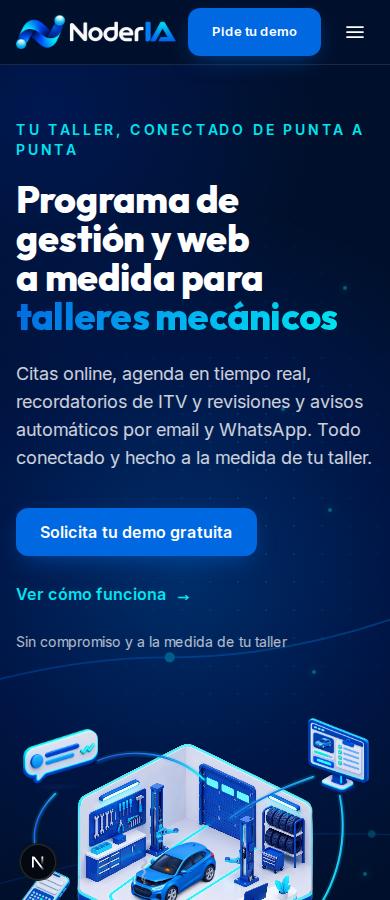 NoderIA
Pide tu demo
TU TALLER, CONECTADO DE PUNTA A
PUNTA
Programa de
gestión y web
a medida para
talleres mecánicos
Citas online, agenda en tiempo real,
recordatorios de ITV y revisiones y avisos
automáticos por email y WhatsApp. Todo
conectado y hecho a la medida de tu taller.
Solicita tu demo gratuita
Ver cómo funciona →
Sin compromiso y a la medida de tu taller
N